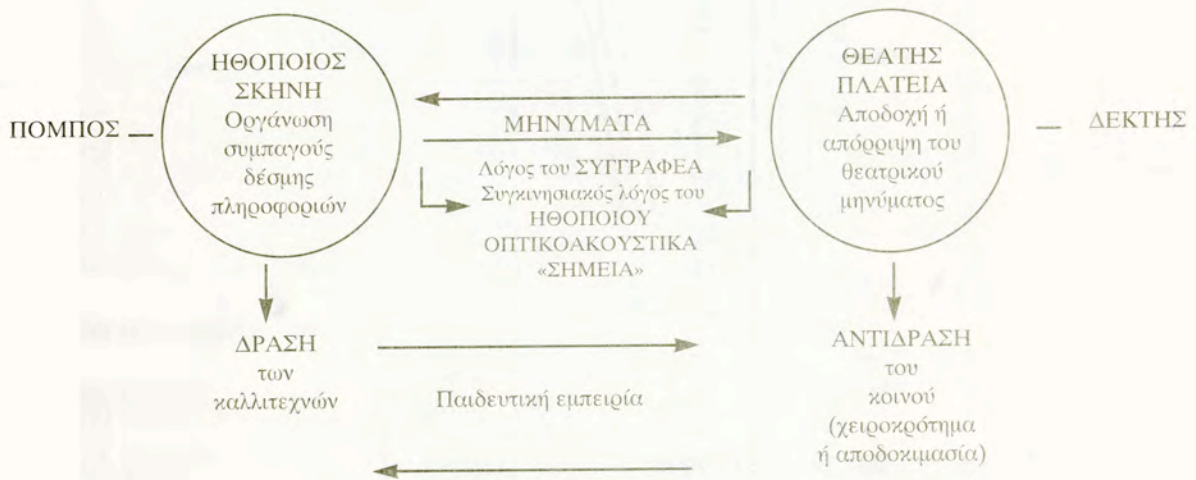 ΠΟΜΠΟΣ
ΗΘΟΠΟΙΟΣ
ΣΚΗΝΗ
Οργάνωση
συμπαγούς
δέσμης
πληροφοριών
ΜΗΝΥΜΑΤΑ
Λόγος του ΣΥΓΓΡΑΦΕΑ
Συγκινησιακός λόγος του
ΗΘΟΠΟΙΟΥ
ΟΠΤΙΚΟΑΚΟΥΣΤΙΚΑ
«ΣΗΜΕΙΑ»
ΘΕΑΤΗΣ
ΠΛΑΤΕΙΑ
Αποδοχή ή
απόρριψη του
θεατρικού
μηνύματος
ΔΕΚΤΗΣ
ΔΡΑΣΗ
των
καλλιτεχνών
Παιδευτική εμπειρία
ΑΝΤΙΔΡΑΣΗ
του
κοινού
(χειροκρότημα
ή αποδοκιμασία)